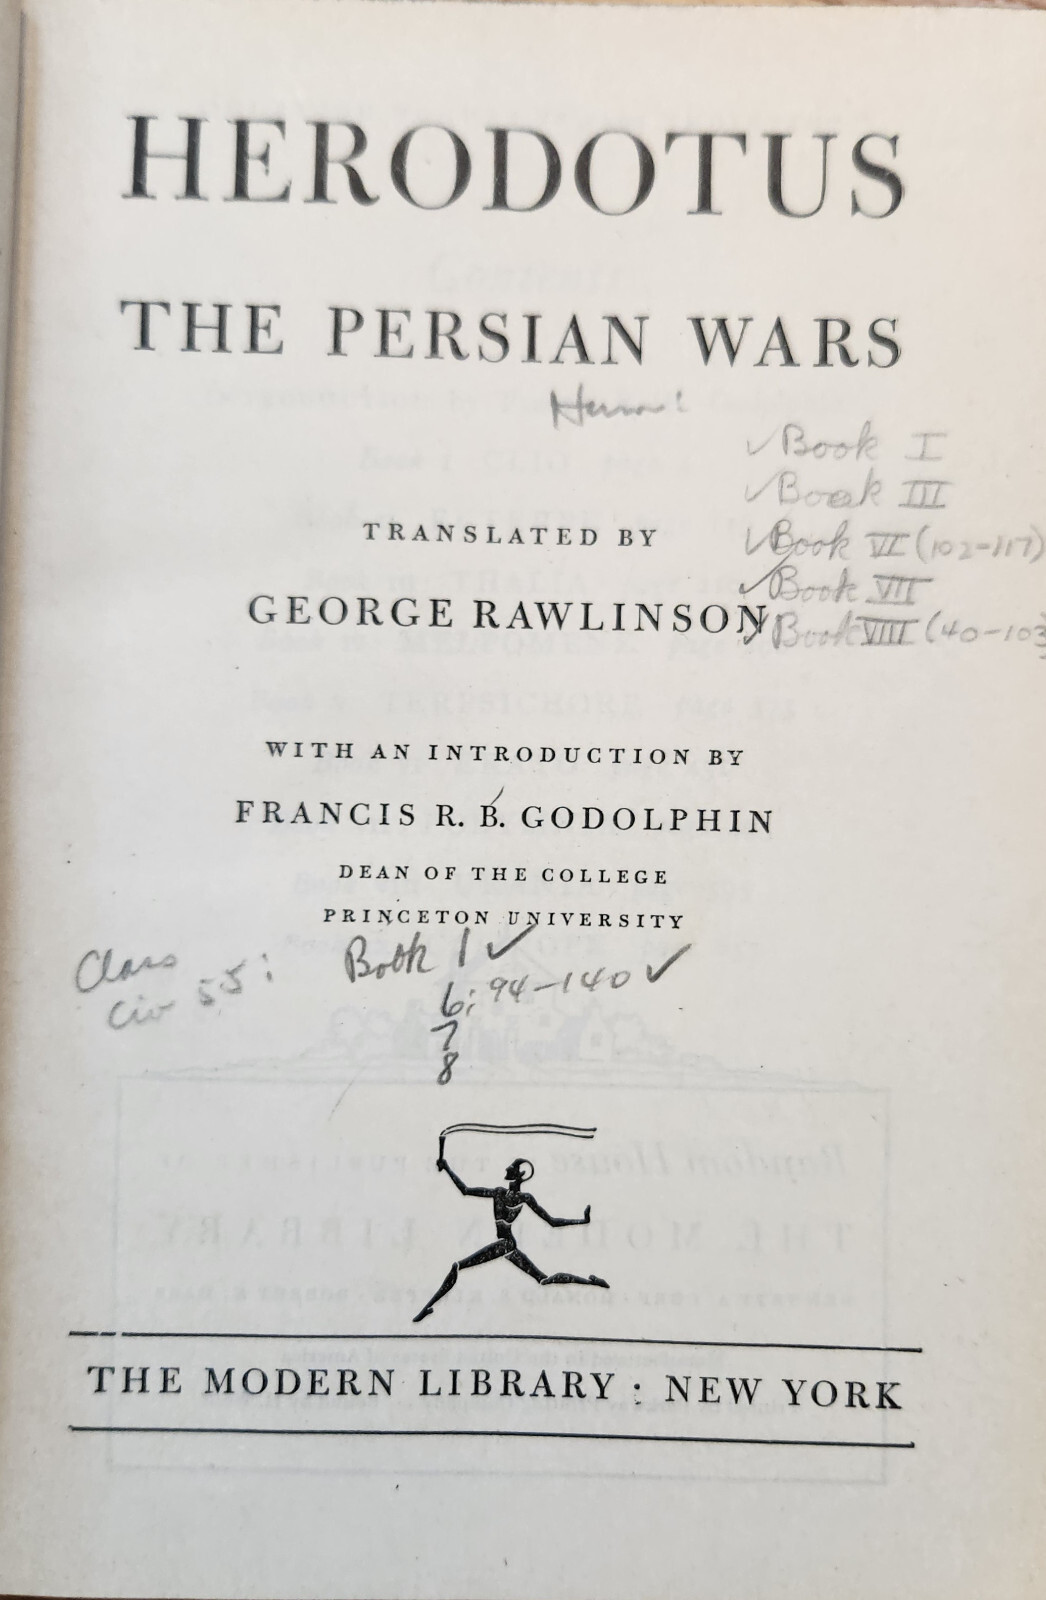 HERODOTUS
THE PERSIAN WARS
✓Book I
✓Book III
✓Book VI (102-117)
✓Book VII
✓Book VIII (40-103)
TRANSLATED BY
GEORGE RAWLINSON
WITH AN INTRODUCTION BY
FRANCIS R. B. GODOLPHIN
DEAN OF THE COLLEGE
PRINCETON UNIVERSITY
Class Civ 55:
Book 1 ✓
6: 94-140 ✓
7
8
THE MODERN LIBRARY · NEW YORK